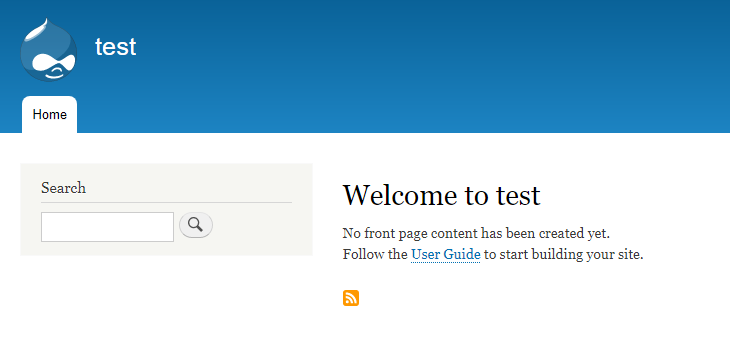 test
Home
Search
Welcome to test
No front page content has been created yet.
Follow the User Guide to start building your site.